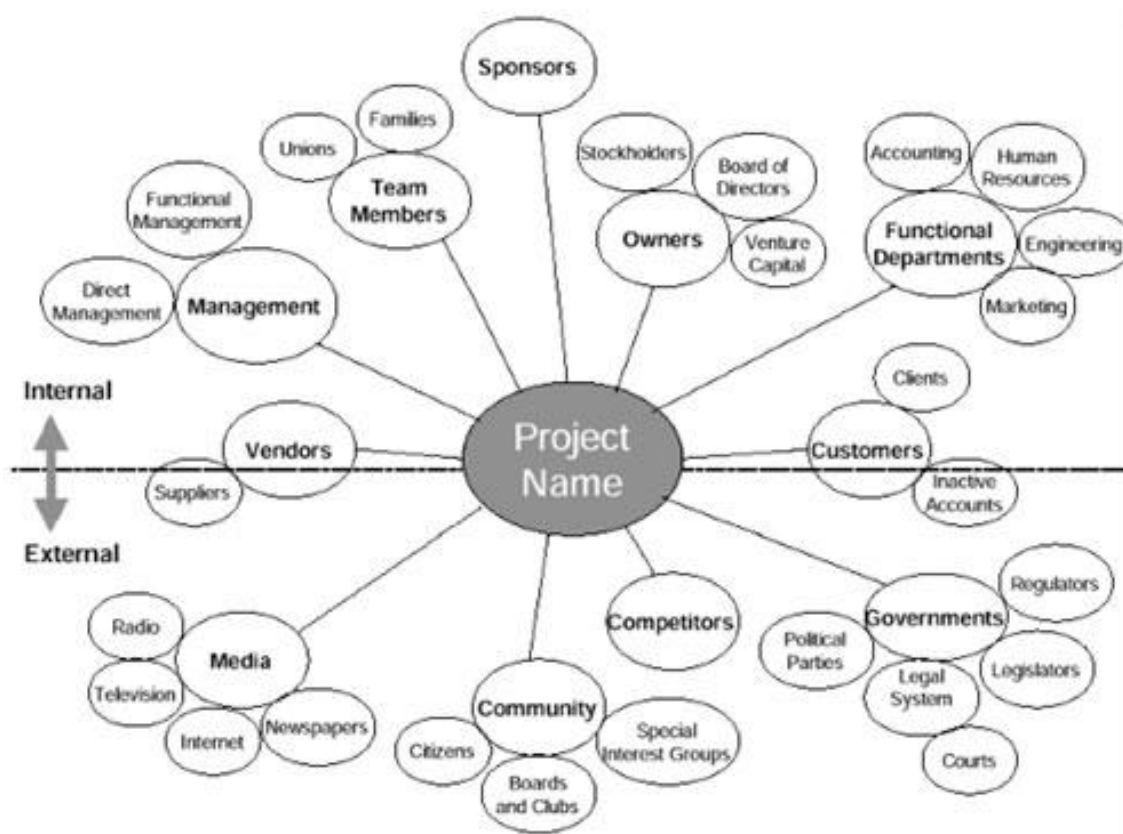 Sponsors
Families
Unions
Team
Members
Stockholders
Board of
Directors
Owners
Venture
Capital
Accounting
Human
Resources
Functional
Departments
Engineering
Marketing
Functional
Management
Direct
Management
Management
Internal
External
Vendors
Suppliers
Project
Name
Clients
Customers
Inactive
Accounts
Radio
Media
Television
Internet
Newspapers
Community
Citizens
Boards
and Clubs
Special
Interest Groups
Competitors
Governments
Regulators
Political
Parties
Legal
System
Legislators
Courts